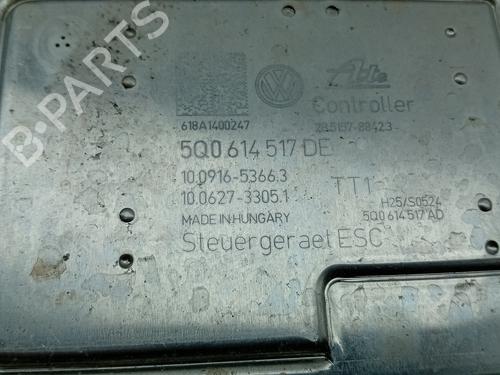 B-PARTS
Ate
Controller
618A1400247
28.5157-8842.3
5Q0 614 517 DE
10.0916-5366.3
10.0627-3305.1
TT1
H25/S0524
MADE IN HUNGARY
5Q0 614 517 AD
Steuergeraet ESC